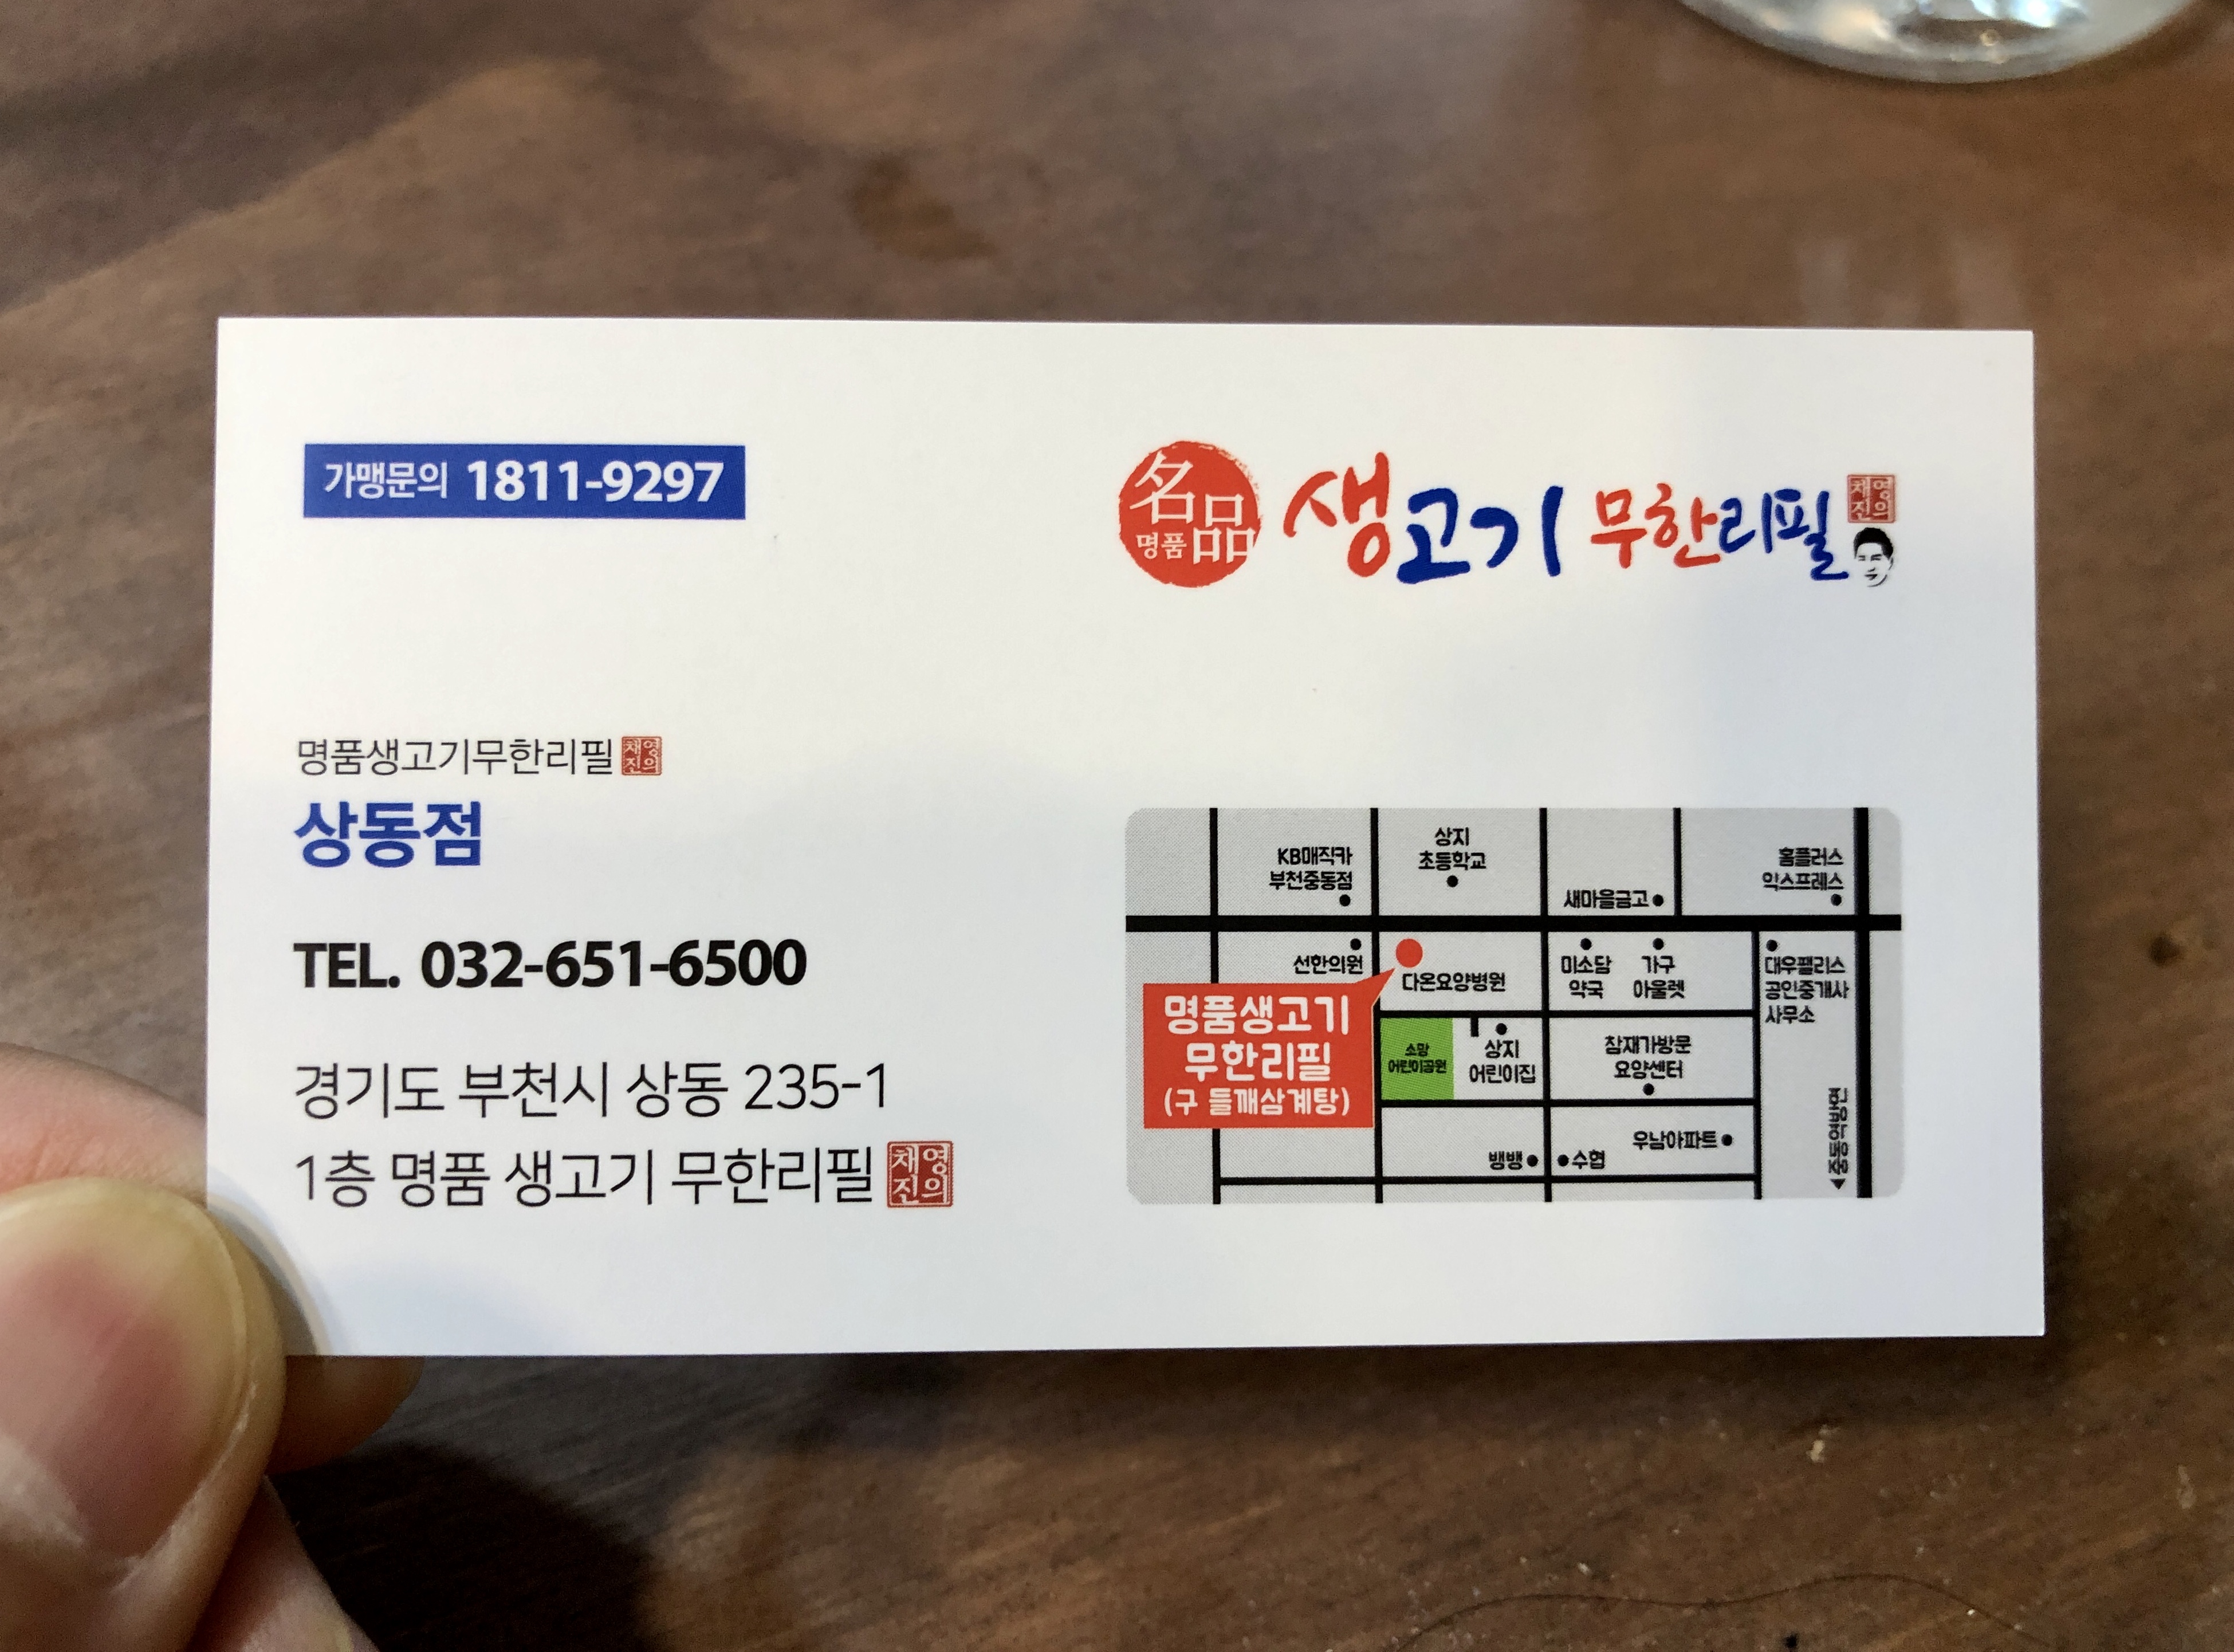 가맹문의 1811-9297
名品
명품
생고기 무한리필
채영
진의
명품생고기무한리필 채영
진의
상동점
TEL. 032-651-6500
경기도 부천시 상동 235-1
1층 명품 생고기 무한리필 채영
진의
KB매직카
부천중동점
상지
초등학교
새마을금고
홈플러스
익스프레스
선한의원
다온요양병원
미소담
약국
가구
아울렛
대우팰리스
공인중개사
사무소
명품생고기
무한리필
(구 들깨삼계탕)
소망
어린이공원
상지
어린이집
참재가방문
요양센터
우남아파트
뱅뱅
수협
◀중동역방면